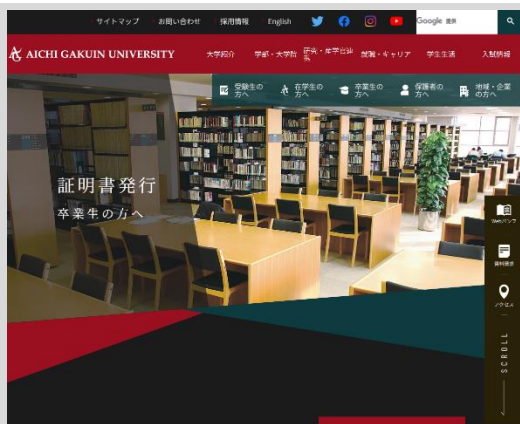 サイトマップ
お問い合わせ
採用情報
English
Google 提供
AICHI GAKUIN UNIVERSITY
大学紹介
学部・大学院
研究・産学官連
携
就職・キャリア
学生生活
入試情報
受験生の
方へ
在学生の
方へ
卒業生の
方へ
保護者の
方へ
地域・企業
の方へ
証明書発行
卒業生の方へ
Webパンフ
資料請求
アクセス
SCROLL